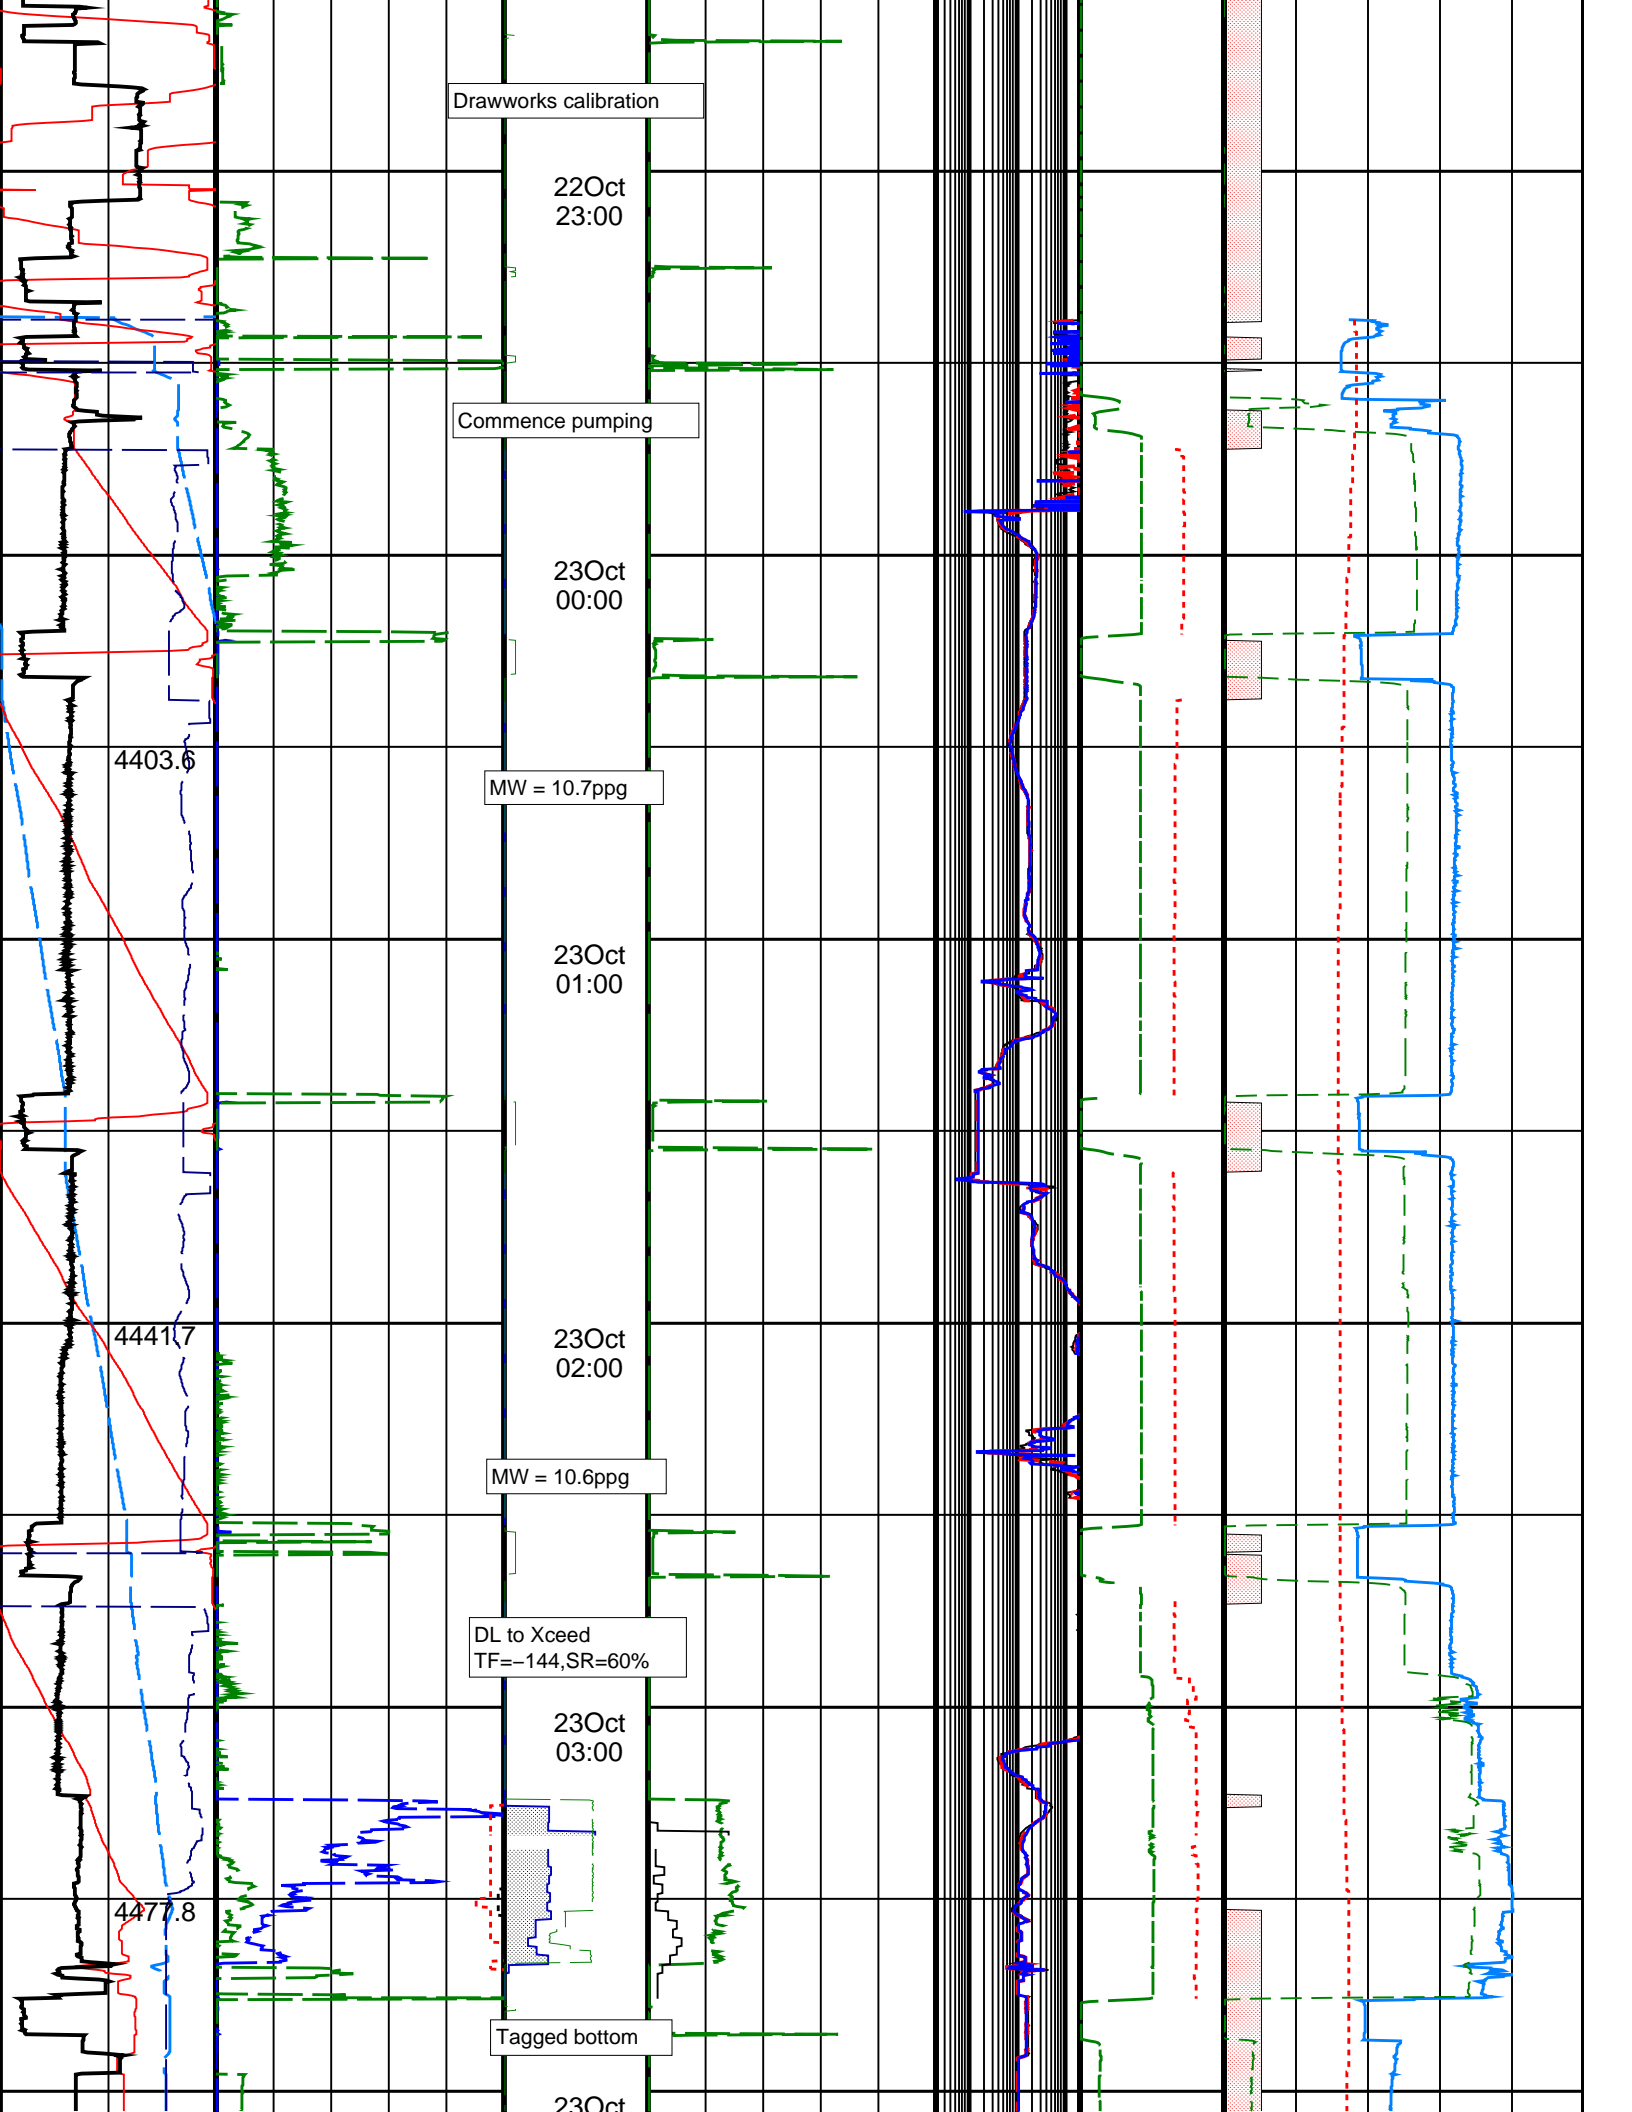 Drawworks calibration
22Oct
23:00
Commence pumping
23Oct
00:00
4403.6
MW = 10.7ppg
23Oct
01:00
4441.7
23Oct
02:00
MW = 10.6ppg
DL to Xceed
TF=−144,SR=60%
23Oct
03:00
4477.8
Tagged bottom
23Oct